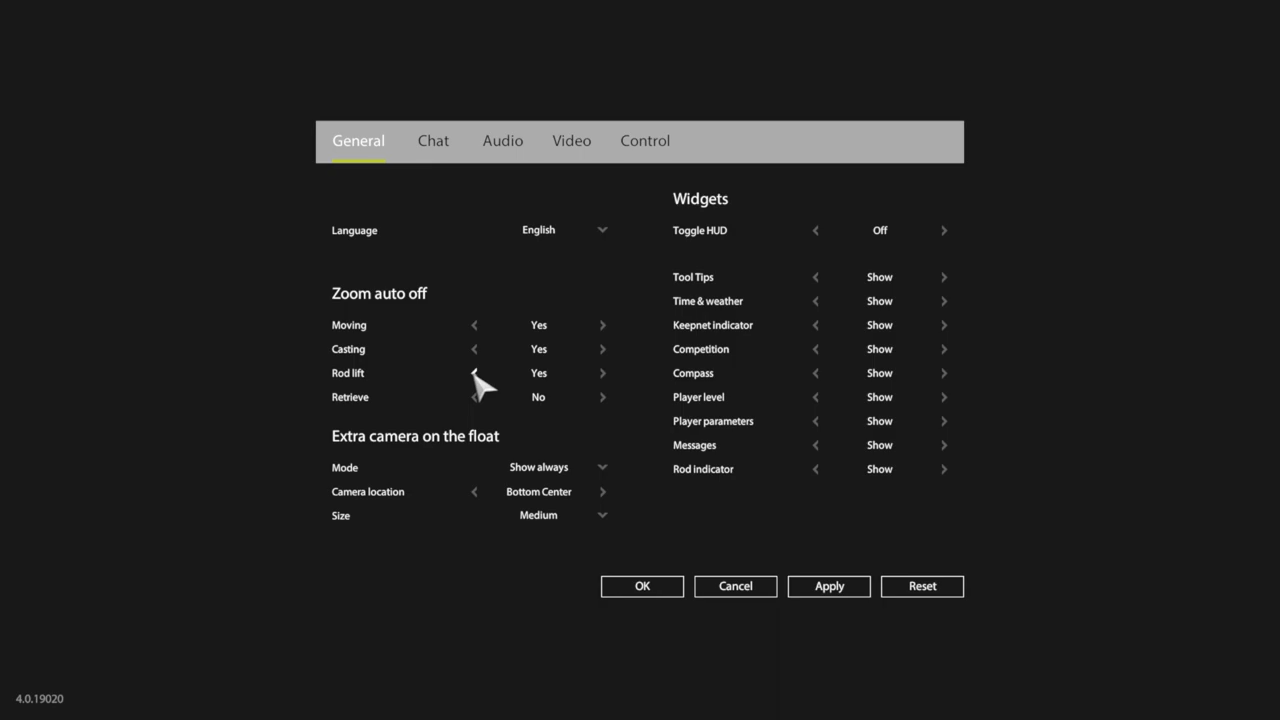 General Chat Audio Video Control
Language English
Zoom auto off
Moving Yes
Casting Yes
Rod lift Yes
Retrieve No
Extra camera on the float
Mode Show always
Camera location Bottom Center
Size Medium
Widgets
Toggle HUD Off
Tool Tips Show
Time & weather Show
Keepnet indicator Show
Competition Show
Compass Show
Player level Show
Player parameters Show
Messages Show
Rod indicator Show
OK Cancel Apply Reset
4.0.19020